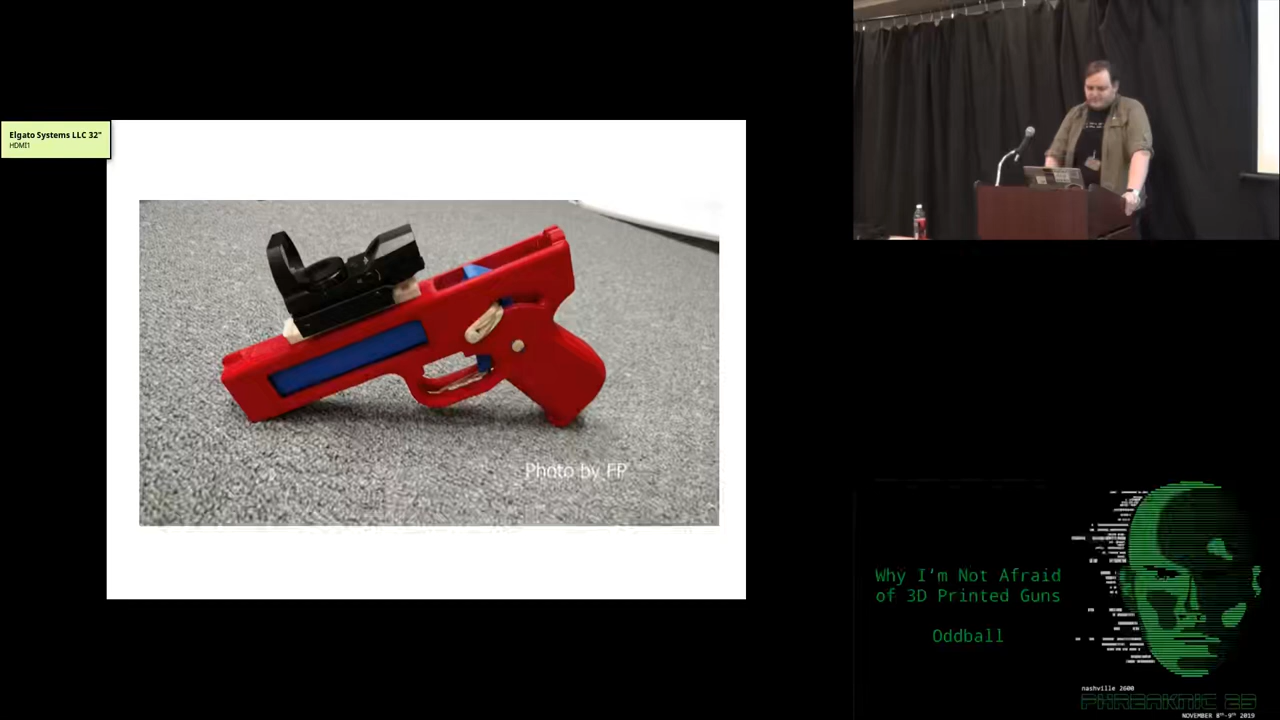 Elgato Systems LLC 32"
HDMI1
Photo by FP
Why I'm Not Afraid
of 3D Printed Guns
Oddball
nashville 2600
PHREAKNIC 23
NOVEMBER 8ᵗʰ-9ᵗʰ 2019